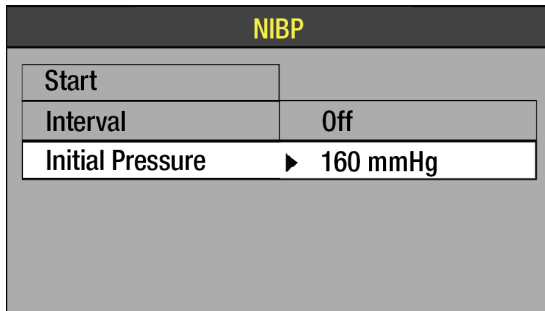 NIBP
Start
Interval Off
Initial Pressure ▶ 160 mmHg